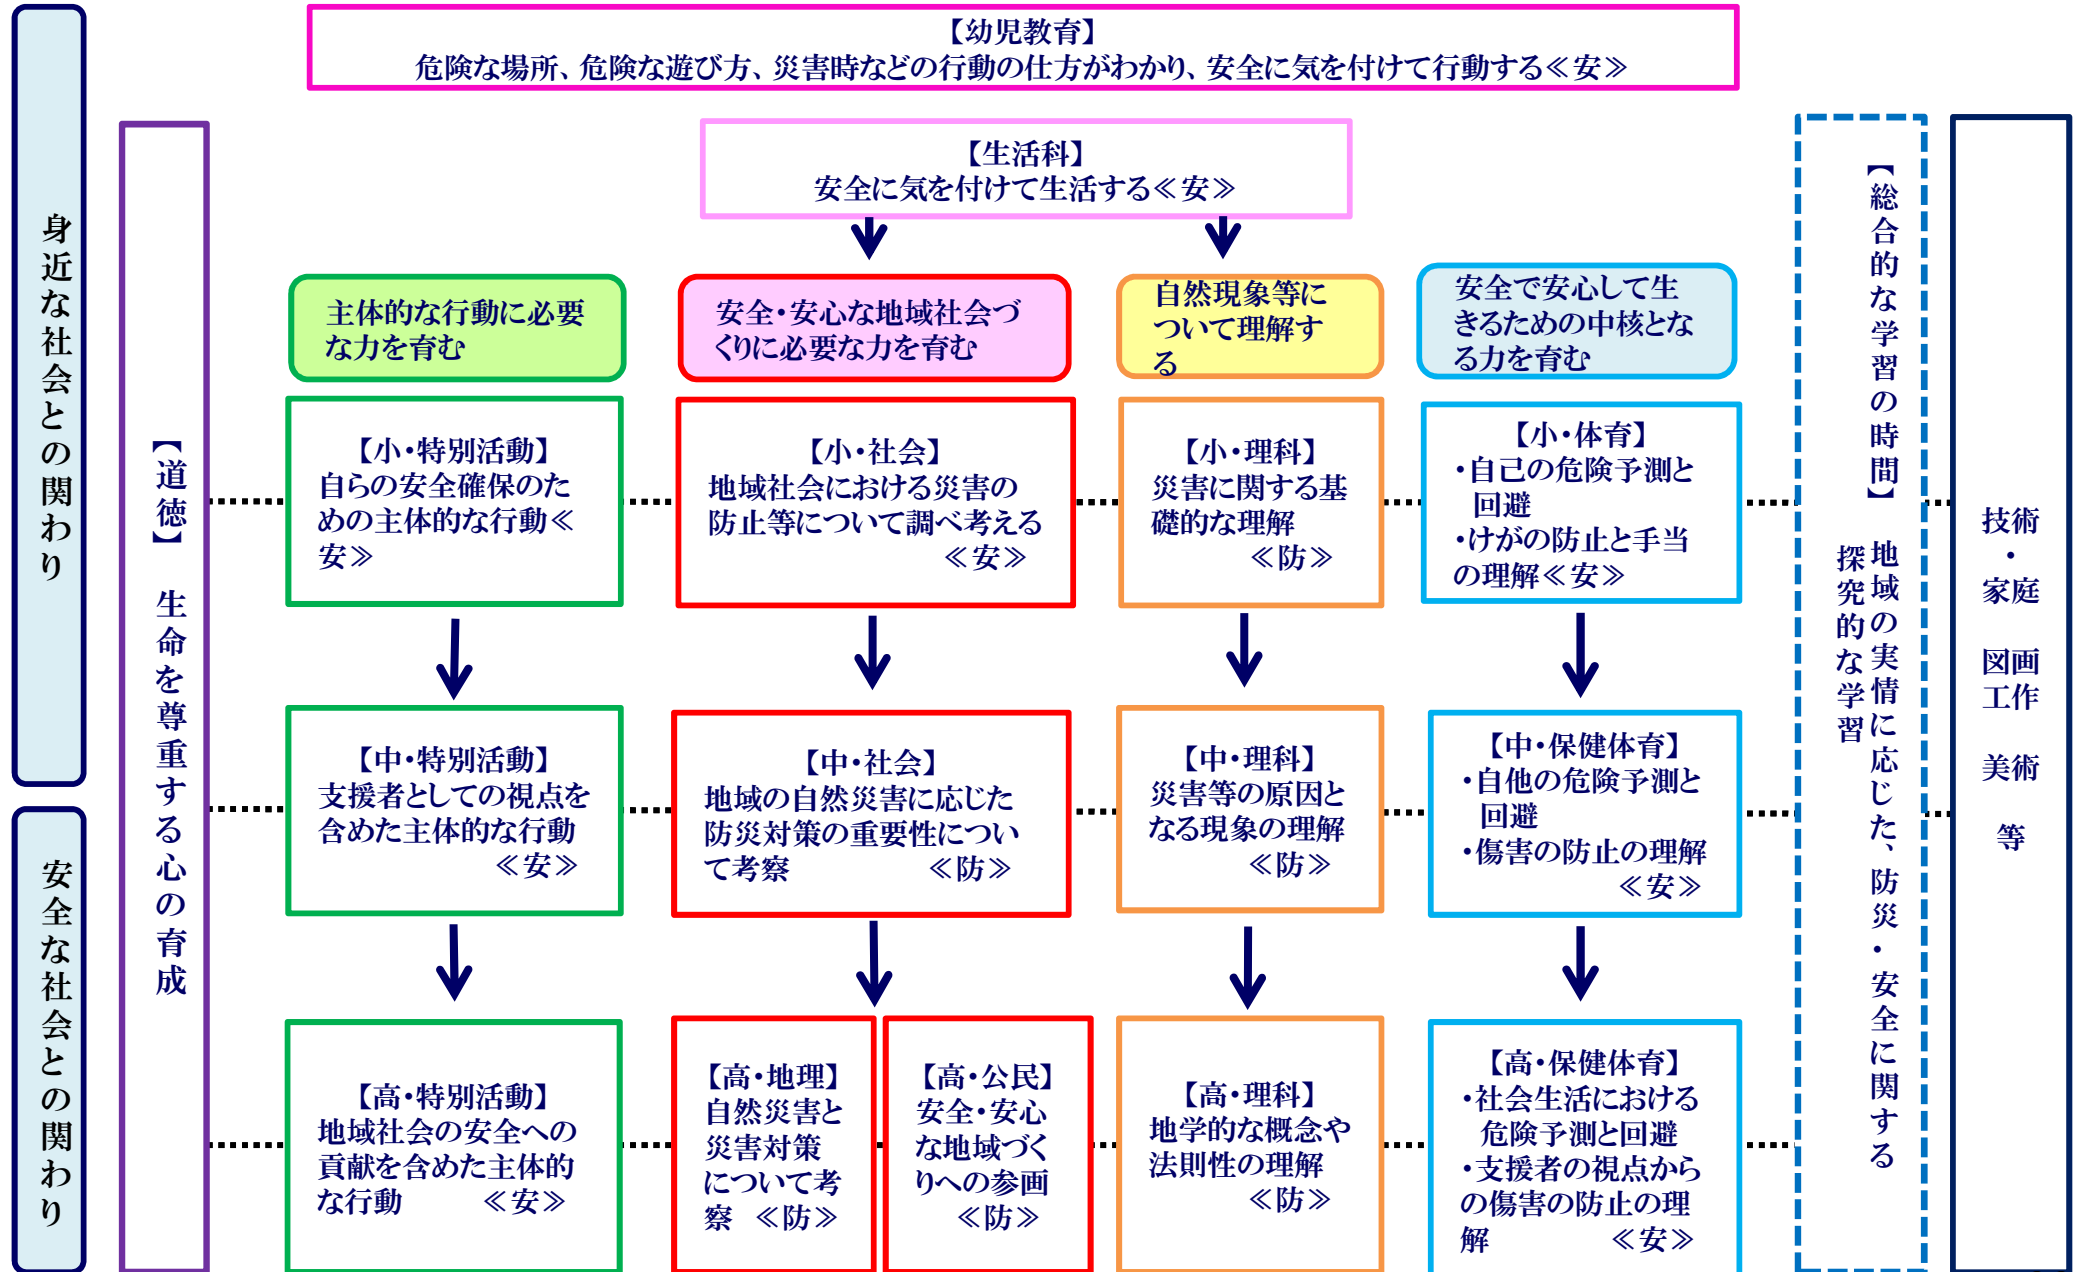 【幼児教育】
危険な場所、危険な遊び方、災害時などの行動の仕方がわかり、安全に気を付けて行動する≪安≫
【生活科】
安全に気を付けて生活する≪安≫
身近な社会との関わり
安全な社会との関わり
【道徳】 生命を尊重する心の育成
主体的な行動に必要
な力を育む
安全・安心な地域社会づ
くりに必要な力を育む
自然現象等に
ついて理解す
る
安全で安心して生
きるための中核とな
る力を育む
【小・特別活動】
自らの安全確保のた
めの主体的な行動≪
安≫
【小・社会】
地域社会における災害の
防止等について調べ考える
≪安≫
【小・理科】
災害に関する基
礎的な理解
≪防≫
【小・体育】
・自己の危険予測と
回避
・けがの防止と手当
の理解≪安≫
【中・特別活動】
支援者としての視点を
含めた主体的な行動
≪安≫
【中・社会】
地域の自然災害に応じた
防災対策の重要性につい
て考察 ≪防≫
【中・理科】
災害等の原因と
なる現象の理解
≪防≫
【中・保健体育】
・自他の危険予測と
回避
・傷害の防止の理解
≪安≫
【高・特別活動】
地域社会の安全への
貢献を含めた主体的
な行動 ≪安≫
【高・地理】
自然災害と
災害対策
について考
察 ≪防≫
【高・公民】
安全・安心
な地域づく
りへの参画
≪防≫
【高・理科】
地学的な概念や
法則性の理解
≪防≫
【高・保健体育】
・社会生活における
危険予測と回避
・支援者の視点から
の傷害の防止の理
解 ≪安≫
【総合的な学習の時間】 地域の実情に応じた、防災・安全に関する
探究的な学習
技術
・
家庭
図画
工作
美術
等